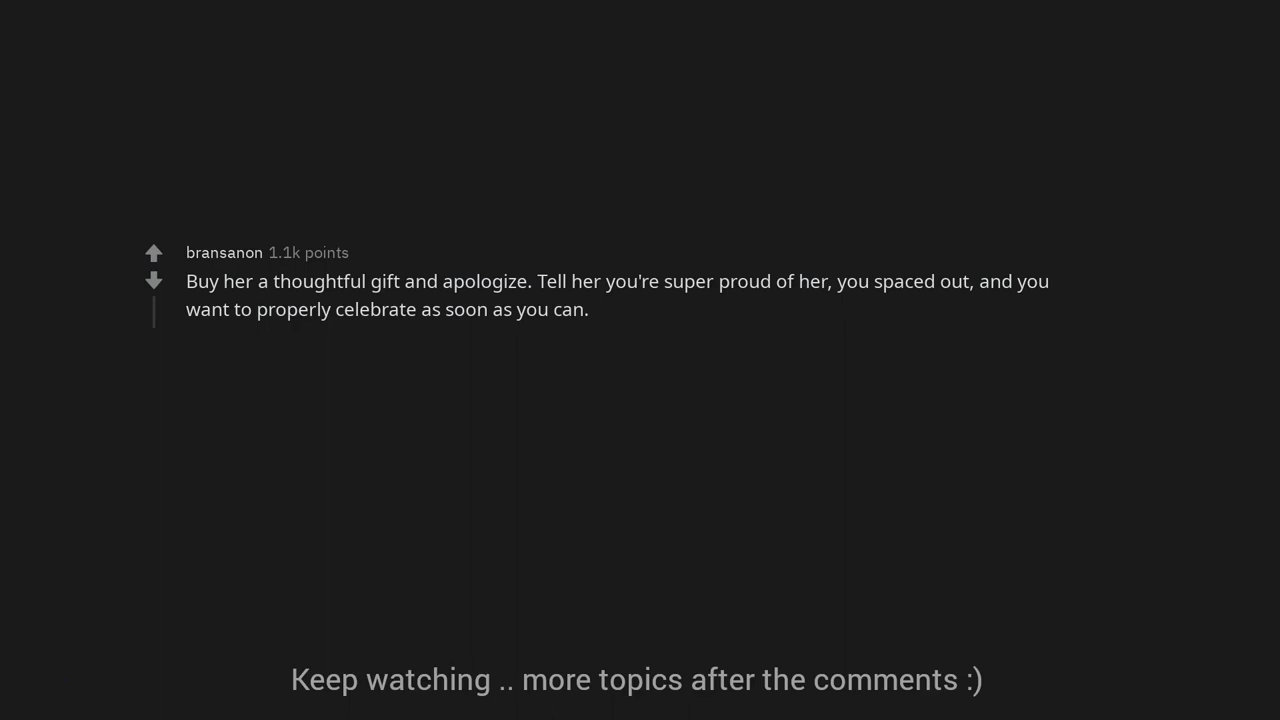 bransanon 1.1k points
Buy her a thoughtful gift and apologize. Tell her you're super proud of her, you spaced out, and you
want to properly celebrate as soon as you can.
Keep watching .. more topics after the comments :)